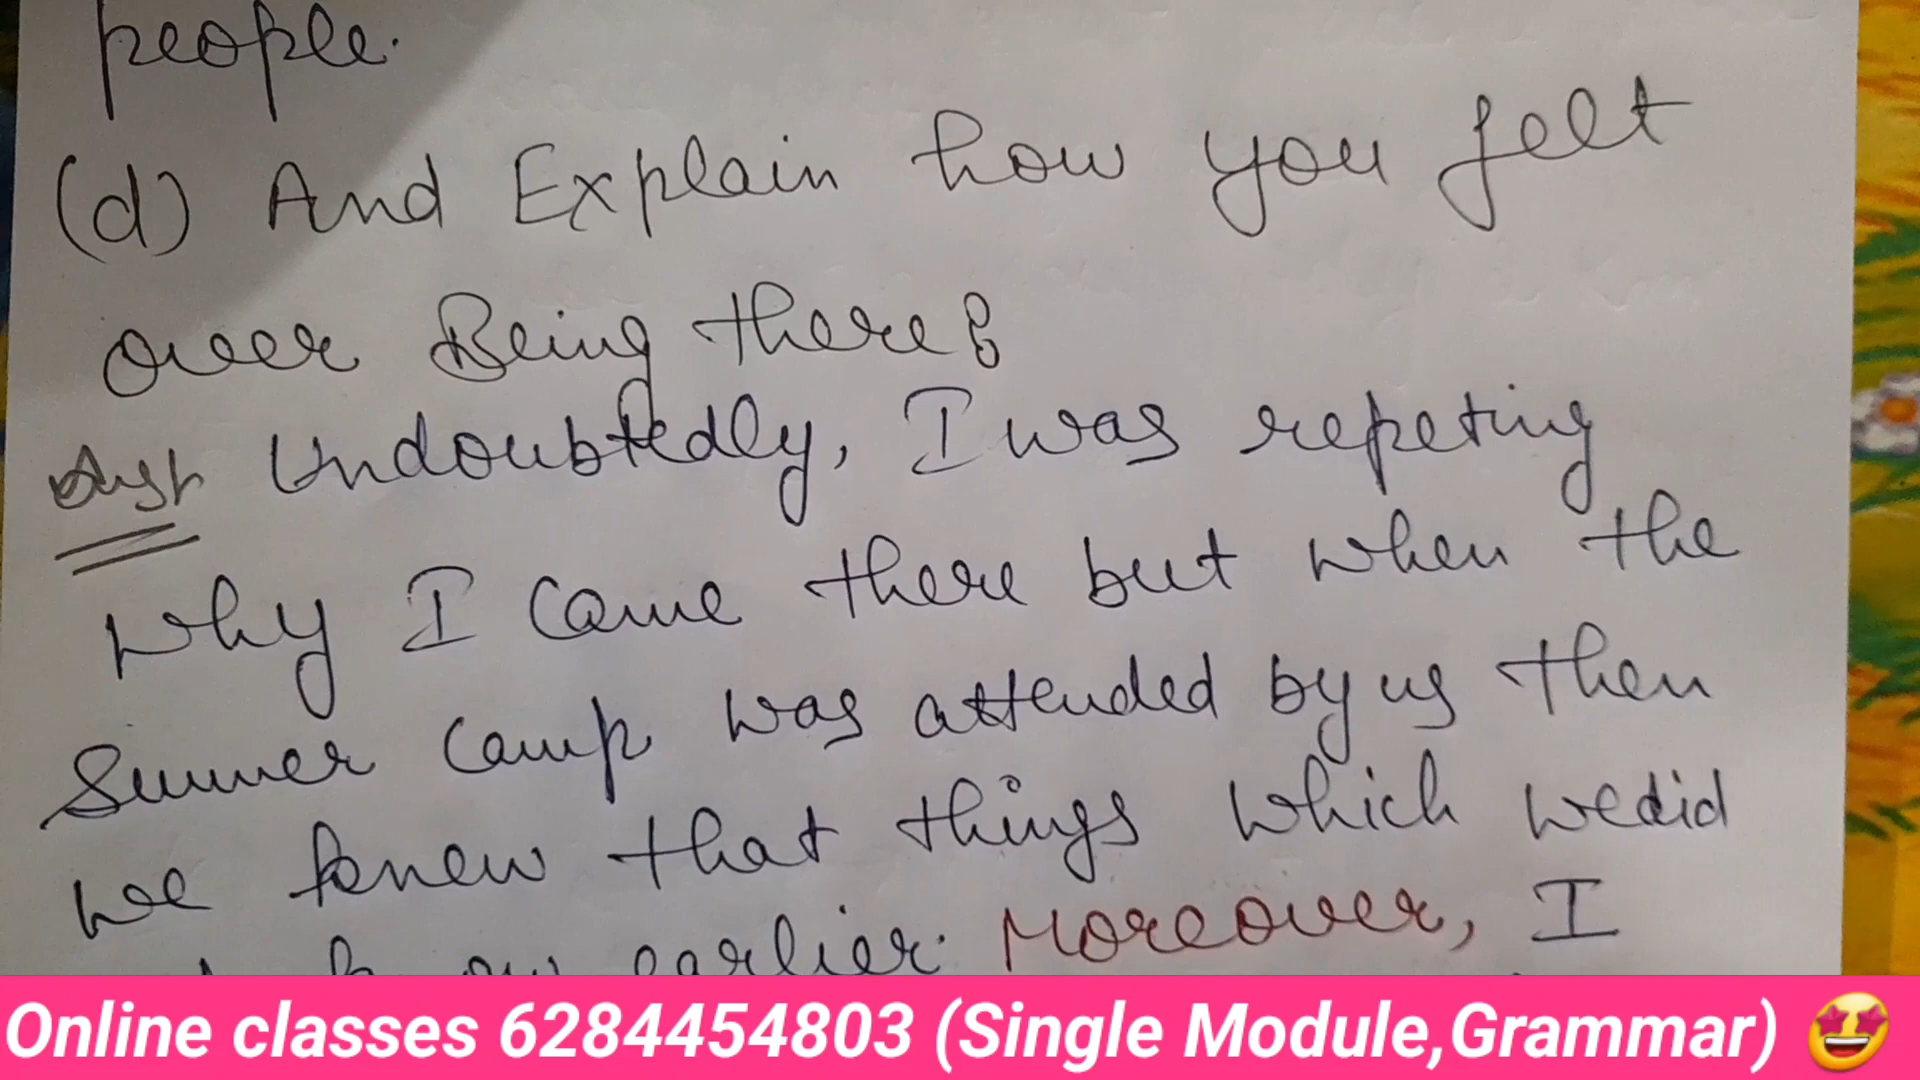 people.
(d) And Explain how you felt
over Being there?
Ans: Undoubtedly, I was repeting
Why I came there but when the
Summer Camp was attended by us then
we knew that things which we did
know earlier. Moreover, I
Online classes 6284454803 (Single Module,Grammar) 🤩